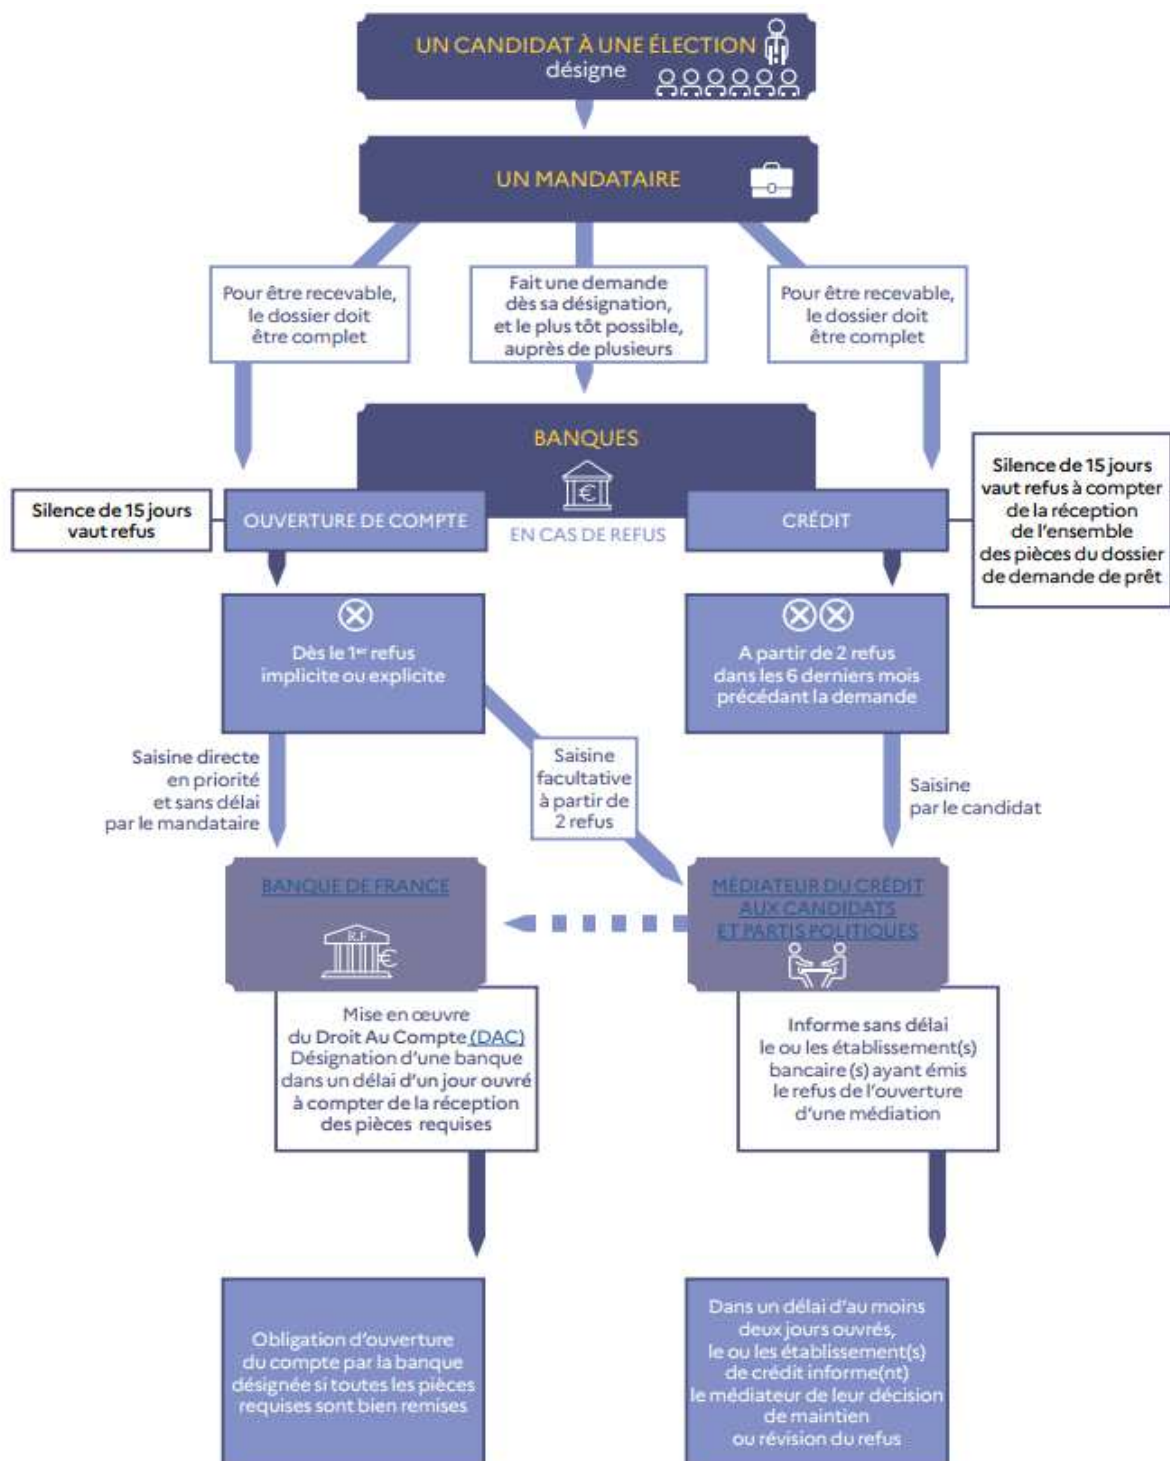 UN CANDIDAT À UNE ÉLECTION
désigne
UN MANDATAIRE
Pour être recevable,
le dossier doit
être complet
Fait une demande
dès sa désignation,
et le plus tôt possible,
auprès de plusieurs
Pour être recevable,
le dossier doit
être complet
BANQUES
€
Silence de 15 jours
vaut refus
OUVERTURE DE COMPTE
EN CAS DE REFUS
CRÉDIT
Silence de 15 jours
vaut refus à compter
de la réception
de l'ensemble
des pièces du dossier
de demande de prêt
Dès le 1er refus
implicite ou explicite
A partir de 2 refus
dans les 6 derniers mois
précédant la demande
Saisine directe
en priorité
et sans délai
par le mandataire
Saisine
facultative
à partir de
2 refus
Saisine
par le candidat
BANQUE DE FRANCE
R.F
€
MÉDIATEUR DU CRÉDIT
AUX CANDIDATS
ET PARTIS POLITIQUES
Mise en œuvre
du Droit Au Compte (DAC)
Désignation d'une banque
dans un délai d'un jour ouvré
à compter de la réception
des pièces requises
Informe sans délai
le ou les établissement(s)
bancaire (s) ayant émis
le refus de l'ouverture
d'une médiation
Obligation d'ouverture
du compte par la banque
désignée si toutes les pièces
requises sont bien remises
Dans un délai d'au moins
deux jours ouvrés,
le ou les établissement(s)
de crédit informe(nt)
le médiateur de leur décision
de maintien
ou révision du refus